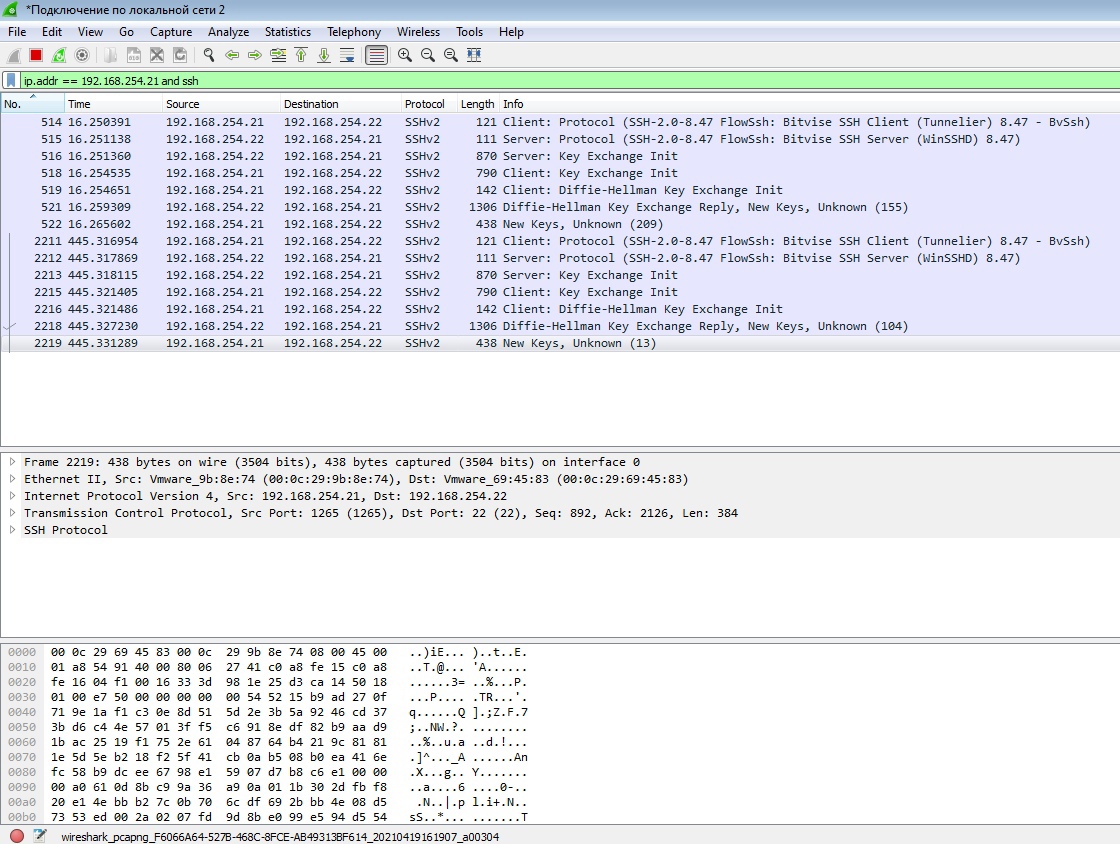 *Подключение по локальной сети 2
File Edit View Go Capture Analyze Statistics Telephony Wireless Tools Help
ip.addr == 192.168.254.21 and ssh
No. Time Source Destination Protocol Length Info
514 16.250391 192.168.254.21 192.168.254.22 SSHv2 121 Client: Protocol (SSH-2.0-8.47 FlowSsh: Bitvise SSH Client (Tunnelier) 8.47 - BvSsh)
515 16.251138 192.168.254.22 192.168.254.21 SSHv2 111 Server: Protocol (SSH-2.0-8.47 FlowSsh: Bitvise SSH Server (WinSSHD) 8.47)
516 16.251360 192.168.254.22 192.168.254.21 SSHv2 870 Server: Key Exchange Init
518 16.254535 192.168.254.21 192.168.254.22 SSHv2 790 Client: Key Exchange Init
519 16.254651 192.168.254.21 192.168.254.22 SSHv2 142 Client: Diffie-Hellman Key Exchange Init
521 16.259309 192.168.254.22 192.168.254.21 SSHv2 1306 Diffie-Hellman Key Exchange Reply, New Keys, Unknown (155)
522 16.265602 192.168.254.21 192.168.254.22 SSHv2 438 New Keys, Unknown (209)
2211 445.316954 192.168.254.21 192.168.254.22 SSHv2 121 Client: Protocol (SSH-2.0-8.47 FlowSsh: Bitvise SSH Client (Tunnelier) 8.47 - BvSsh)
2212 445.317869 192.168.254.22 192.168.254.21 SSHv2 111 Server: Protocol (SSH-2.0-8.47 FlowSsh: Bitvise SSH Server (WinSSHD) 8.47)
2213 445.318115 192.168.254.22 192.168.254.21 SSHv2 870 Server: Key Exchange Init
2215 445.321405 192.168.254.21 192.168.254.22 SSHv2 790 Client: Key Exchange Init
2216 445.321486 192.168.254.21 192.168.254.22 SSHv2 142 Client: Diffie-Hellman Key Exchange Init
2218 445.327230 192.168.254.22 192.168.254.21 SSHv2 1306 Diffie-Hellman Key Exchange Reply, New Keys, Unknown (104)
2219 445.331289 192.168.254.21 192.168.254.22 SSHv2 438 New Keys, Unknown (13)
Frame 2219: 438 bytes on wire (3504 bits), 438 bytes captured (3504 bits) on interface 0
Ethernet II, Src: Vmware_9b:8e:74 (00:0c:29:9b:8e:74), Dst: Vmware_69:45:83 (00:0c:29:69:45:83)
Internet Protocol Version 4, Src: 192.168.254.21, Dst: 192.168.254.22
Transmission Control Protocol, Src Port: 1265 (1265), Dst Port: 22 (22), Seq: 892, Ack: 2126, Len: 384
SSH Protocol
0000 00 0c 29 69 45 83 00 0c 29 9b 8e 74 08 00 45 00 ..)iE... )..t..E.
0010 01 a8 54 91 40 00 80 06 27 41 c0 a8 fe 15 c0 a8 ..T.@... 'A......
0020 fe 16 04 f1 00 16 33 3d 98 1e 25 d3 ca 14 50 18 ......3= ..%...P.
0030 01 00 e7 50 00 00 00 00 00 54 52 15 b9 ad 27 0f ...P.... .TR...'.
0040 71 9e 1a f1 c3 0e 8d 51 5d 2e 3b 5a 92 46 cd 37 q......Q ].;Z.F.7
0050 3b d6 c4 4e 57 01 3f f5 c6 91 8e df 82 b9 aa d9 ;..NW.?. ........
0060 1b ac 25 19 f1 75 2e 61 04 87 64 b4 21 9c 81 81 ..%..u.a ..d.!...
0070 1e 5d 5e b2 18 f2 5f 41 cb 0a b5 08 b0 ea 41 6e .]^..._A ......An
0080 fc 58 b9 dc ee 67 98 e1 59 07 d7 b8 c6 e1 00 00 .X...g.. Y.......
0090 00 a0 61 0d 8b c9 9a 36 a9 0a 01 1b 30 2d fb f8 ..a....6 ....0-..
00a0 20 e1 4e bb b2 7c 0b 70 6c df 69 2b bb 4e 08 d5 .N..|.p l.i+.N..
00b0 73 53 ed 00 2a 02 07 fd 9d 8b e0 99 e5 94 d5 54 sS..*... .......T
wireshark_pcapng_F6066A64-527B-468C-8FCE-AB49313BF614_20210419161907_a00304